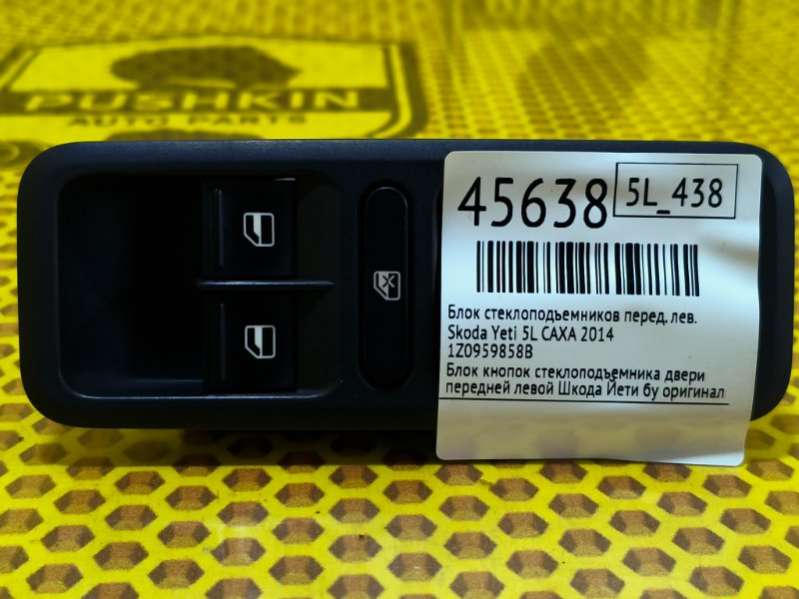 PUSHKIN
AUTO PARTS
45638
5L_438
Блок стеклоподъемников перед. лев.
Skoda Yeti 5L CAXA 2014
1Z0959858B
Блок кнопок стеклоподъемника двери
передней левой Шкода Йети бу оригинал